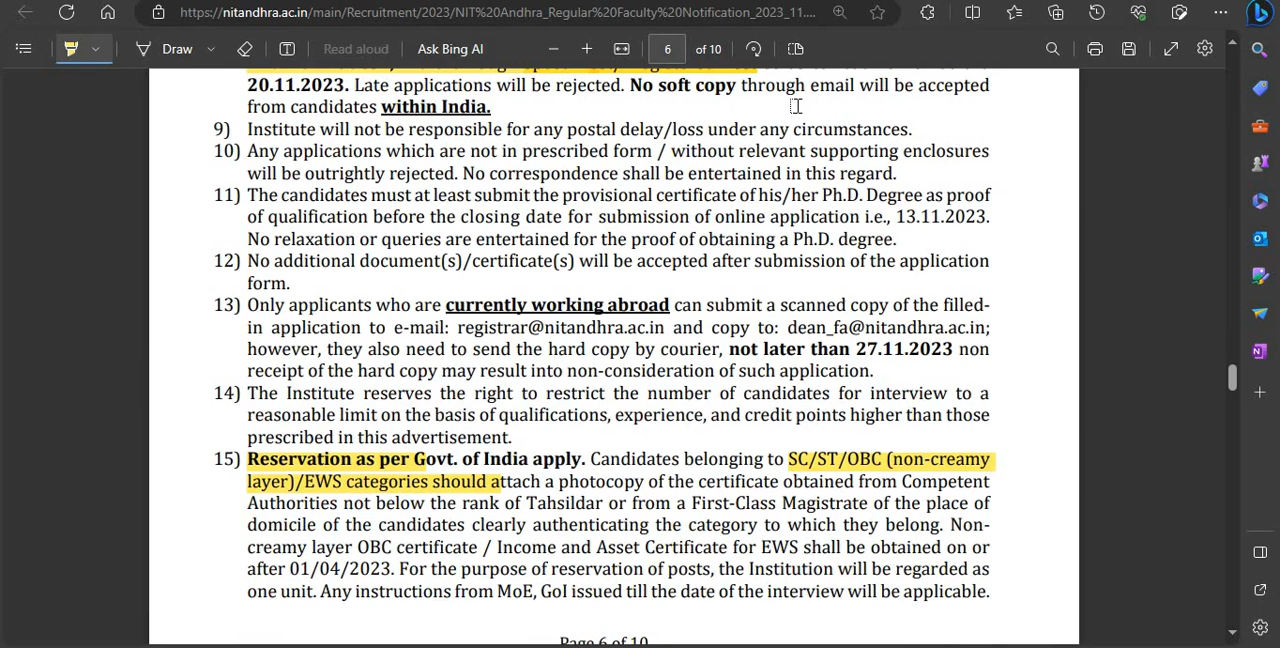 https://nitandhra.ac.in/main/Recruitment/2023/NIT%20Andhra_Regular%20Faculty%20Notification_2023_11....
Draw
Read aloud
Ask Bing AI
6
of 10
20.11.2023. Late applications will be rejected. No soft copy through email will be accepted
from candidates within India.
9) Institute will not be responsible for any postal delay/loss under any circumstances.
10) Any applications which are not in prescribed form / without relevant supporting enclosures
will be outrightly rejected. No correspondence shall be entertained in this regard.
11) The candidates must at least submit the provisional certificate of his/her Ph.D. Degree as proof
of qualification before the closing date for submission of online application i.e., 13.11.2023.
No relaxation or queries are entertained for the proof of obtaining a Ph.D. degree.
12) No additional document(s)/certificate(s) will be accepted after submission of the application
form.
13) Only applicants who are currently working abroad can submit a scanned copy of the filled-
in application to e-mail: registrar@nitandhra.ac.in and copy to: dean_fa@nitandhra.ac.in;
however, they also need to send the hard copy by courier, not later than 27.11.2023 non
receipt of the hard copy may result into non-consideration of such application.
14) The Institute reserves the right to restrict the number of candidates for interview to a
reasonable limit on the basis of qualifications, experience, and credit points higher than those
prescribed in this advertisement.
15) Reservation as per Govt. of India apply. Candidates belonging to SC/ST/OBC (non-creamy
layer)/EWS categories should attach a photocopy of the certificate obtained from Competent
Authorities not below the rank of Tahsildar or from a First-Class Magistrate of the place of
domicile of the candidates clearly authenticating the category to which they belong. Non-
creamy layer OBC certificate / Income and Asset Certificate for EWS shall be obtained on or
after 01/04/2023. For the purpose of reservation of posts, the Institution will be regarded as
one unit. Any instructions from MoE, GoI issued till the date of the interview will be applicable.
Page 6 of 10